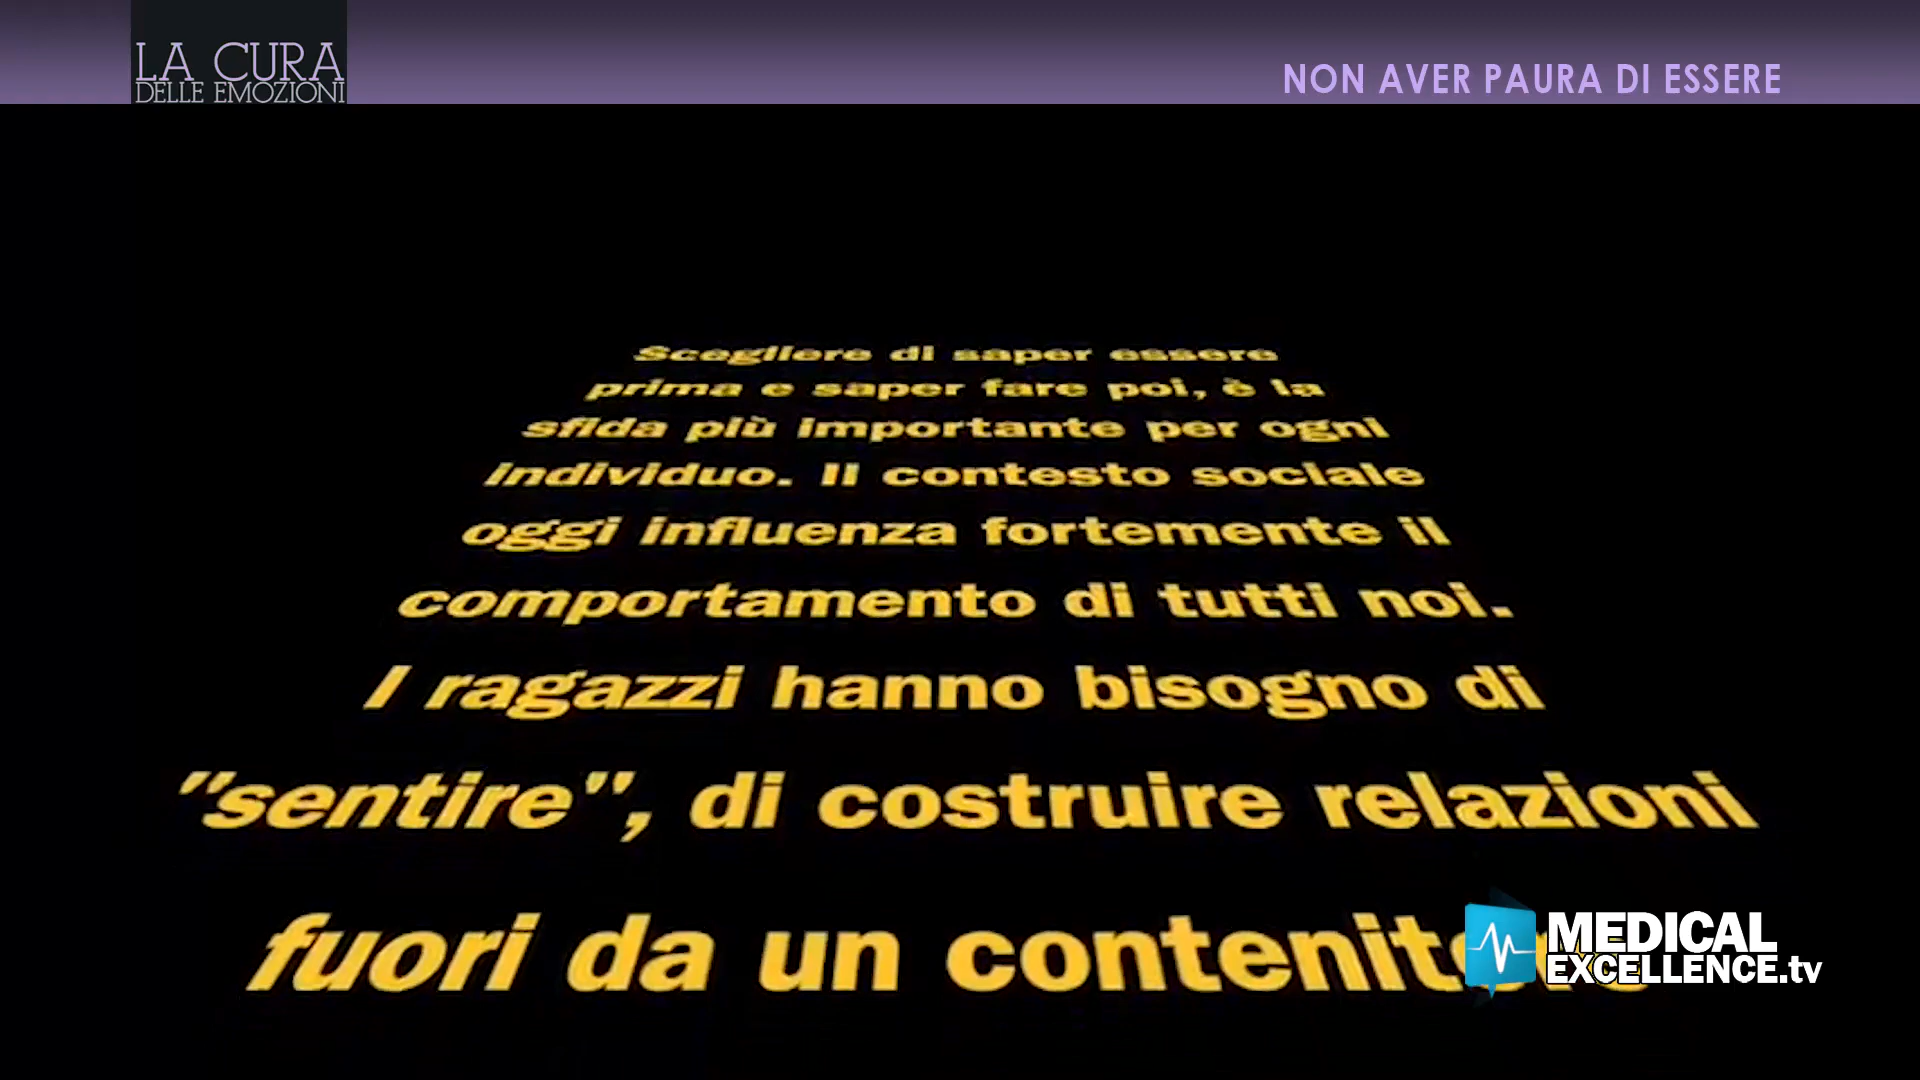 LA CURA
DELLE EMOZIONI
NON AVER PAURA DI ESSERE
Scegliere di saper essere
prima e saper fare poi, è la
sfida più importante per ogni
individuo. Il contesto sociale
oggi influenza fortemente il
comportamento di tutti noi.
I ragazzi hanno bisogno di
"sentire", di costruire relazioni
fuori da un
MEDICAL
EXCELLENCE.tv